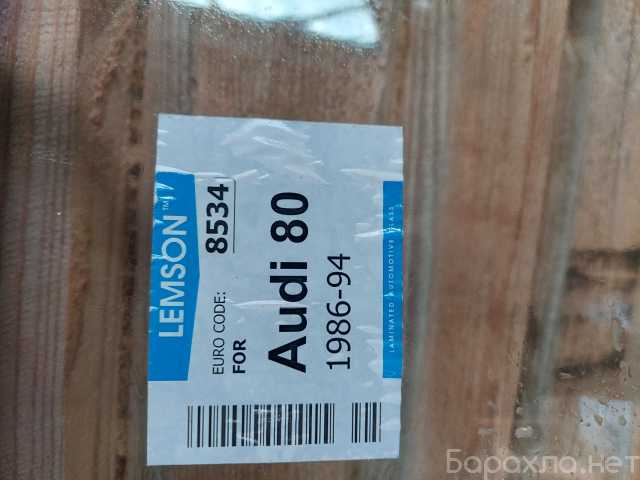 LEMSON™
EURO CODE: 8534
FOR
Audi 80
1986-94
LAMINATED AUTOMOTIVE GLASS
Барахла.нет